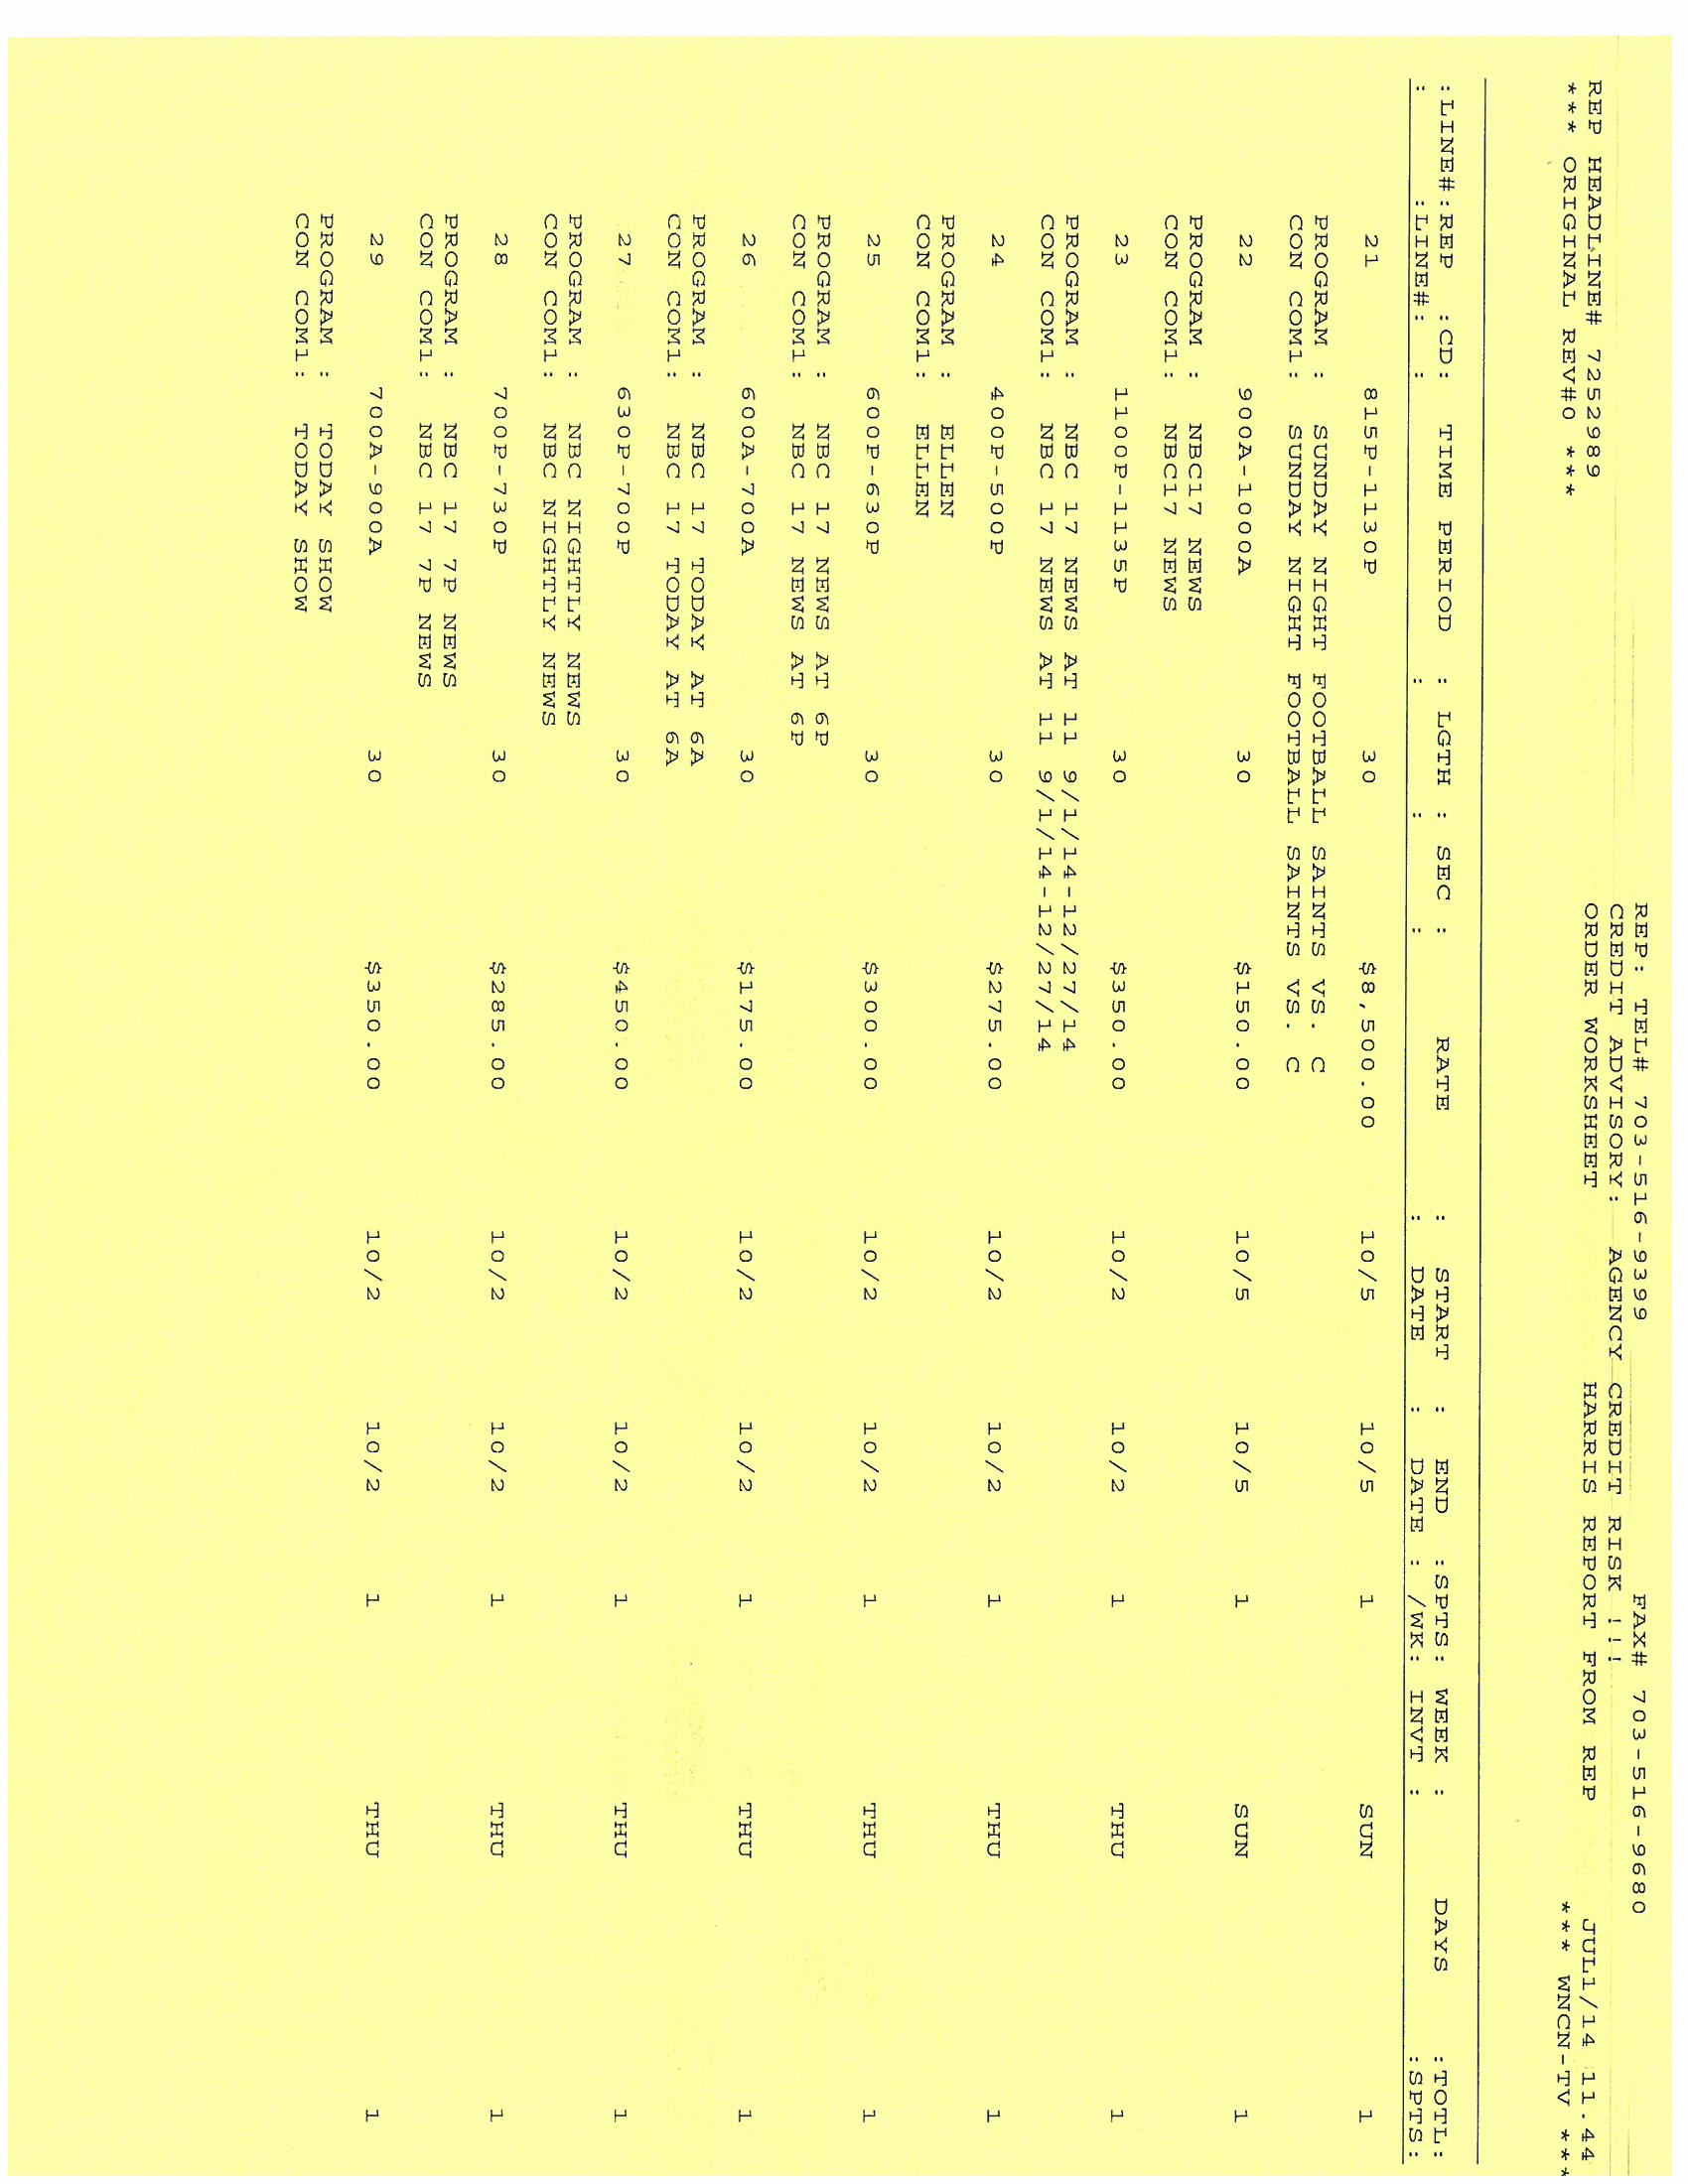 REP: TEL# 703-516-9399 FAX# 703-516-9680
CREDIT ADVISORY: AGENCY CREDIT RISK !!!
REP HEADLINE# 7252989 ORDER WORKSHEET HARRIS REPORT FROM REP JUL1/14 11.44
*** ORIGINAL REV#0 *** *** WNCN-TV ***
:LINE#:REP :CD: TIME PERIOD : LGTH : SEC : RATE : START : END :SPTS: WEEK : DAYS :TOTL:
: :LINE#: : : : : DATE : DATE : /WK: INVT : :SPTS:
21 815P-1130P 30 $8,500.00 10/5 10/5 1 SUN 1
PROGRAM : SUNDAY NIGHT FOOTBALL SAINTS VS. C
CON COM1: SUNDAY NIGHT FOOTBALL SAINTS VS. C
22 900A-1000A 30 $150.00 10/5 10/5 1 SUN 1
PROGRAM : NBC17 NEWS
CON COM1: NBC17 NEWS
23 1100P-1135P 30 $350.00 10/2 10/2 1 THU 1
PROGRAM : NBC 17 NEWS AT 11 9/1/14-12/27/14
CON COM1: NBC 17 NEWS AT 11 9/1/14-12/27/14
24 400P-500P 30 $275.00 10/2 10/2 1 THU 1
PROGRAM : ELLEN
CON COM1: ELLEN
25 600P-630P 30 $300.00 10/2 10/2 1 THU 1
PROGRAM : NBC 17 NEWS AT 6P
CON COM1: NBC 17 NEWS AT 6P
26 600A-700A 30 $175.00 10/2 10/2 1 THU 1
PROGRAM : NBC 17 TODAY AT 6A
CON COM1: NBC 17 TODAY AT 6A
27 630P-700P 30 $450.00 10/2 10/2 1 THU 1
PROGRAM : NBC NIGHTLY NEWS
CON COM1: NBC NIGHTLY NEWS
28 700P-730P 30 $285.00 10/2 10/2 1 THU 1
PROGRAM : NBC 17 7P NEWS
CON COM1: NBC 17 7P NEWS
29 700A-900A 30 $350.00 10/2 10/2 1 THU 1
PROGRAM : TODAY SHOW
CON COM1: TODAY SHOW